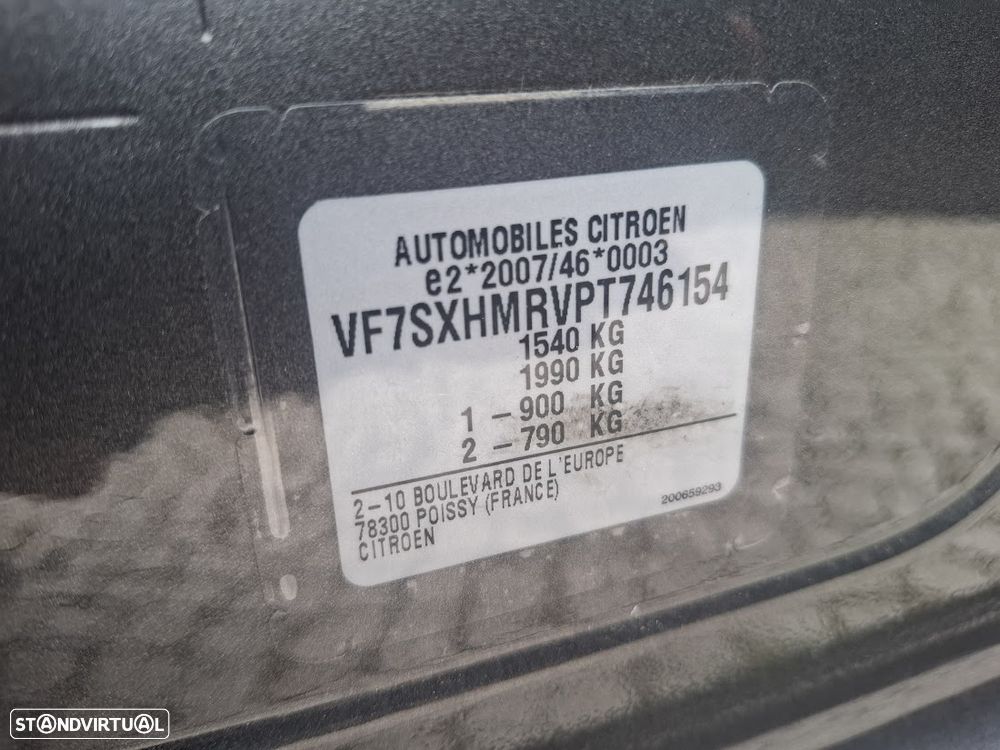 AUTOMOBILES CITROEN
e2*2007/46*0003
VF7SXHMRVPT746154
1540 KG
1990 KG
1 - 900 KG
2 - 790 KG
2-10 BOULEVARD DE L'EUROPE
78300 POISSY (FRANCE)
CITROEN
200659293
STANDVIRTUAL